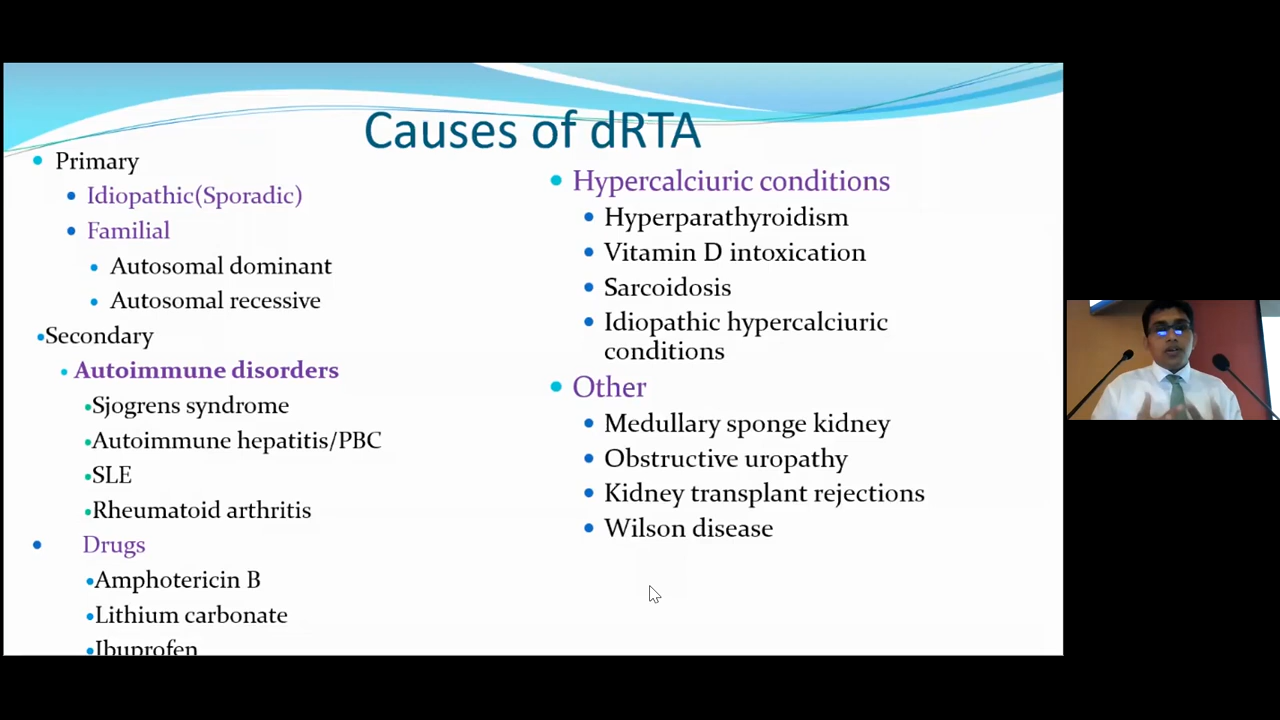 Causes of dRTA
Primary
Idiopathic(Sporadic)
Familial
Autosomal dominant
Autosomal recessive
Secondary
Autoimmune disorders
Sjogrens syndrome
Autoimmune hepatitis/PBC
SLE
Rheumatoid arthritis
Drugs
Amphotericin B
Lithium carbonate
Ibuprofen
Hypercalciuric conditions
Hyperparathyroidism
Vitamin D intoxication
Sarcoidosis
Idiopathic hypercalciuric
conditions
Other
Medullary sponge kidney
Obstructive uropathy
Kidney transplant rejections
Wilson disease